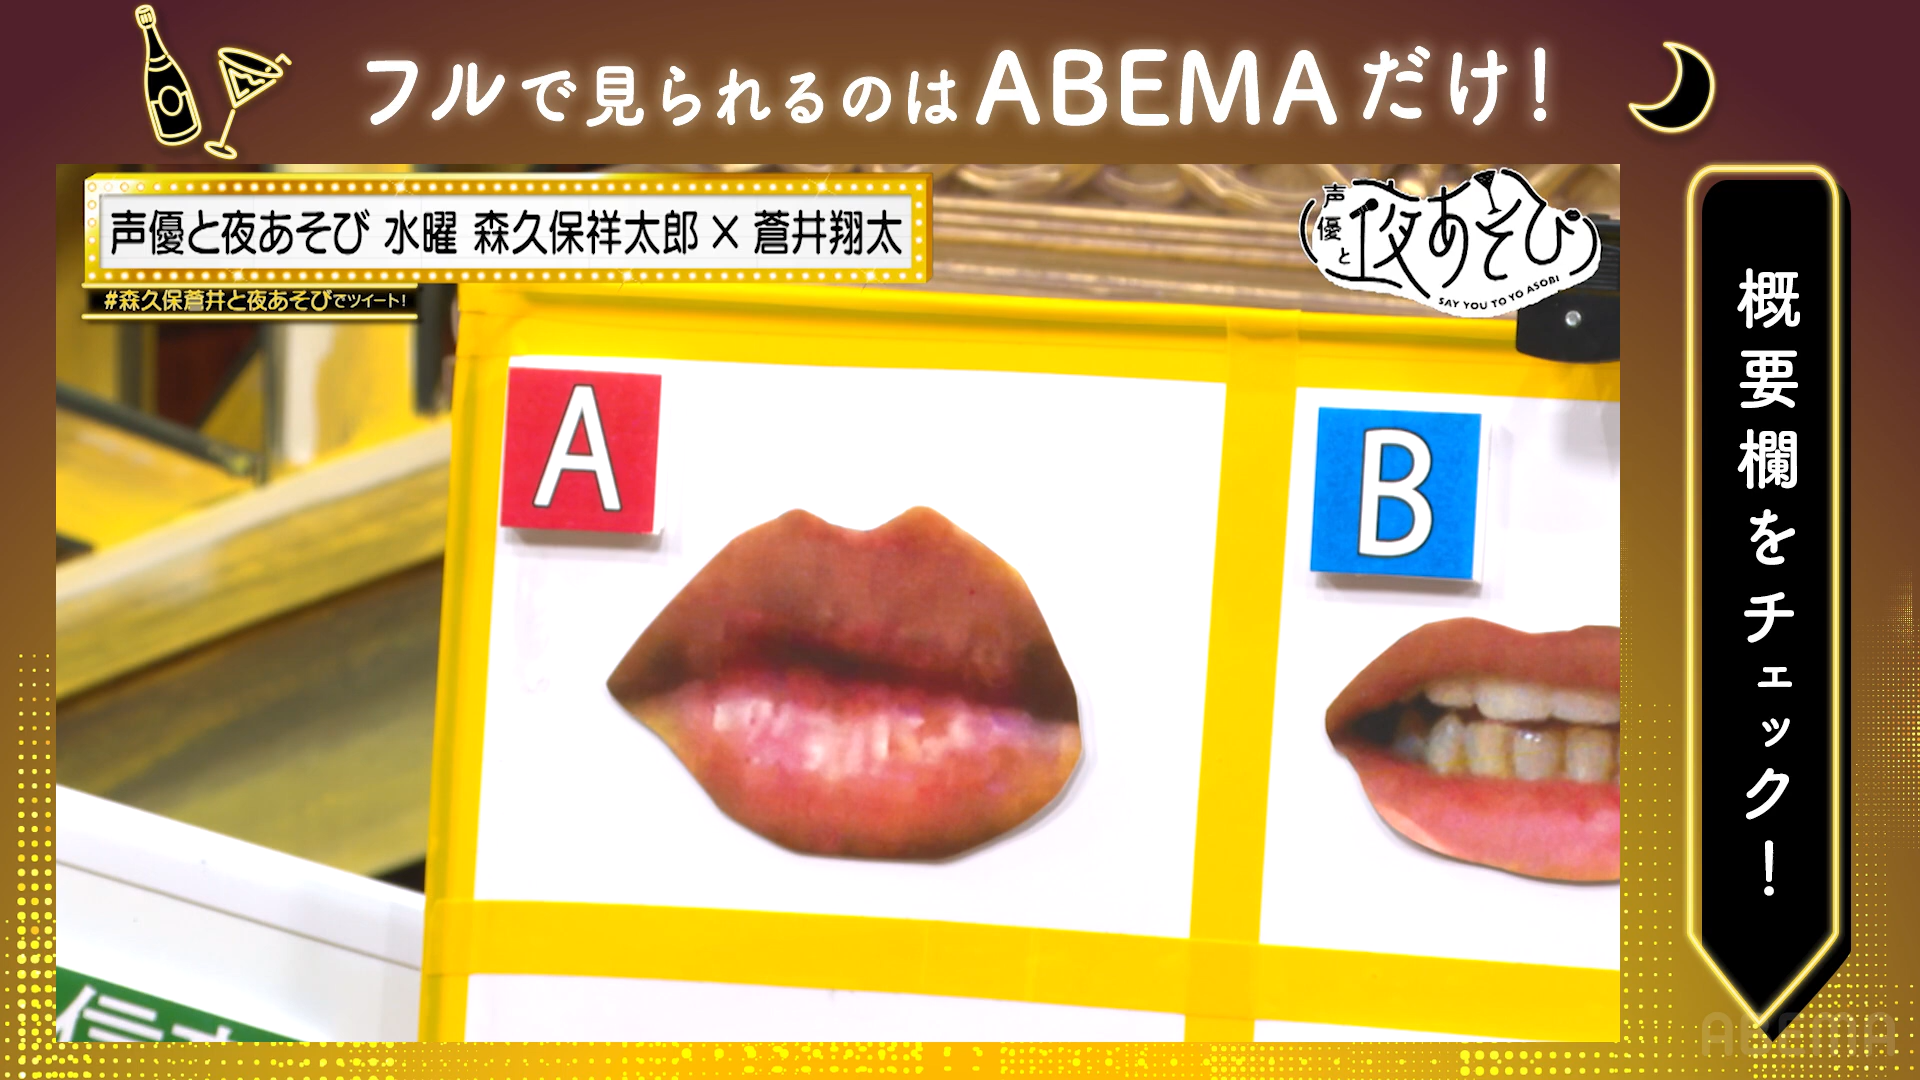 フルで見られるのはABEMAだけ!
声優と夜あそび 水曜 森久保祥太郎×蒼井翔太
#森久保蒼井と夜あそびでツイート!
声優と夜あそび
SAY YOU TO YO ASOBI
A
B
概要欄をチェック!
ABEMA